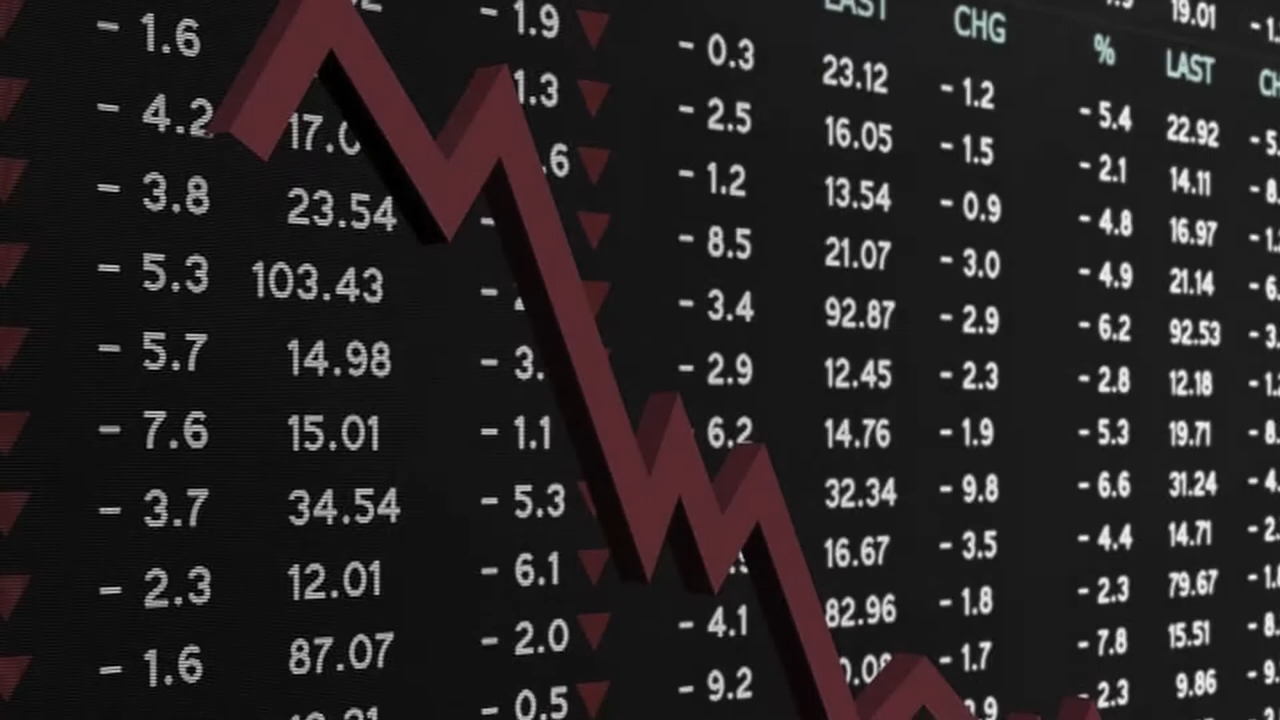 19.01
LAST CHG % LAST
- 1.9 - 0.3 23.12 - 1.2 - 5.4 22.92
- 1.6 1.3 - 2.5 16.05 - 1.5 - 2.1 14.11
- 4.2 17.0 .6 - 1.2 13.54 - 0.9 - 4.8 16.97
- 3.8 23.54 - - 8.5 21.07 - 3.0 - 4.9 21.14
- 5.3 103.43 - - 3.4 92.87 - 2.9 - 6.2 92.53
- 5.7 14.98 - 3. - 2.9 12.45 - 2.3 - 2.8 12.18
- 7.6 15.01 - 1.1 6.2 14.76 - 1.9 - 5.3 19.71
- 3.7 34.54 - 5.3 32.34 - 9.8 - 6.6 31.24
- 2.3 12.01 - 6.1 16.67 - 3.5 - 4.4 14.71
- 1.6 87.07 - 2.0 - 4.1 82.96 - 1.8 - 2.3 79.67
- 0.5 - 9.2 - 1.7 - 7.8 15.51
2.3 9.86